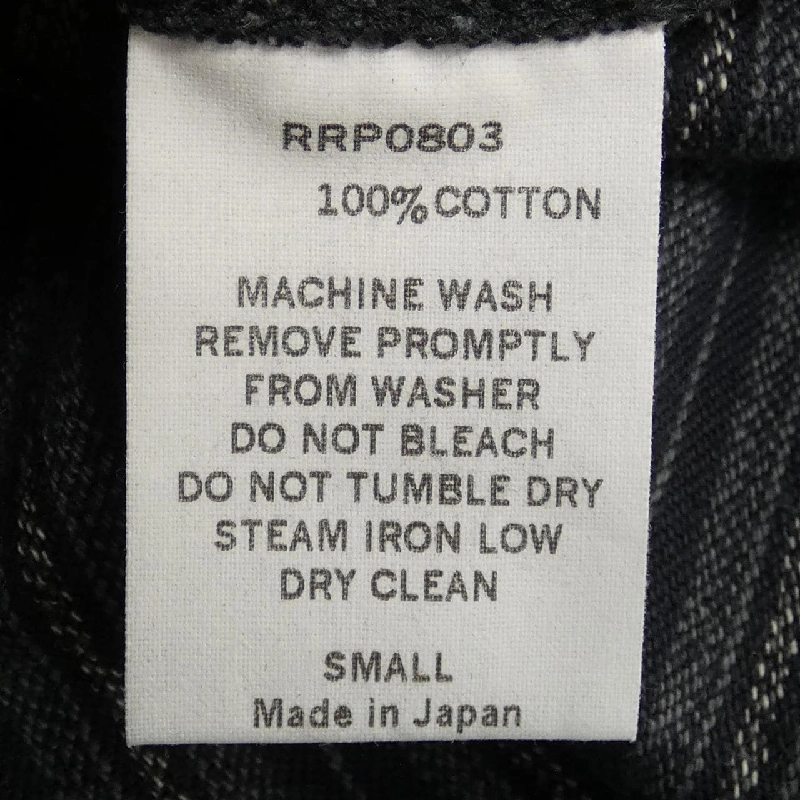 RRP0803
100% COTTON
MACHINE WASH
REMOVE PROMPTLY
FROM WASHER
DO NOT BLEACH
DO NOT TUMBLE DRY
STEAM IRON LOW
DRY CLEAN
SMALL
Made in Japan